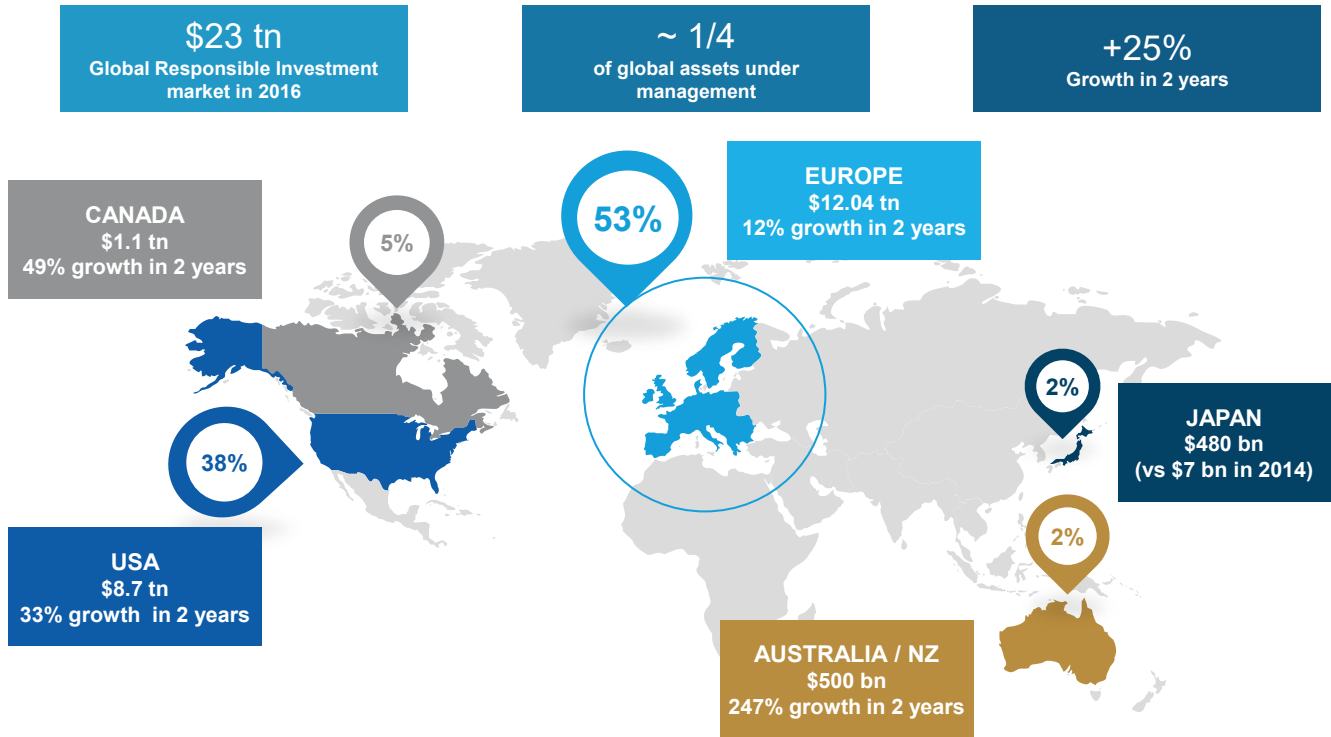 $23 tn
Global Responsible Investment
market in 2016
~ 1/4
of global assets under
management
+25%
Growth in 2 years
CANADA
$1.1 tn
49% growth in 2 years
5%
53%
EUROPE
$12.04 tn
12% growth in 2 years
38%
USA
$8.7 tn
33% growth  in 2 years
2%
JAPAN
$480 bn
(vs $7 bn in 2014)
2%
AUSTRALIA / NZ
$500 bn
247% growth in 2 years